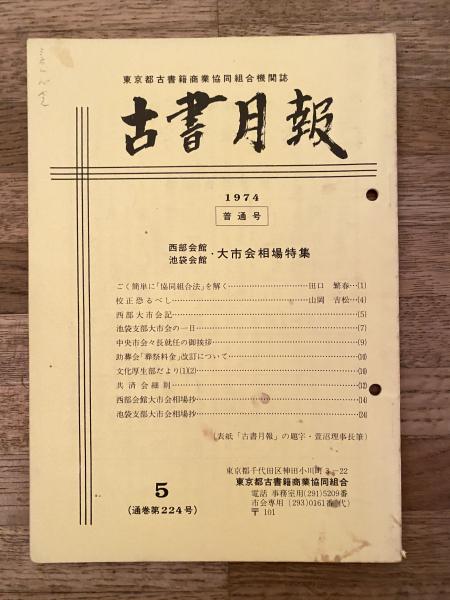 東京都古書籍商業協同組合機関誌
古書月報
1974
普通号
西部会館
池袋会館 ・大市会相場特集
ごく簡単に「協同組合法」を解く……田口 繁春…(1)
校正恐るべし……山岡 吉松…(4)
西部大市会記……(5)
池袋支部大市会の一日……(7)
中央市会々長就任の御挨拶……(9)
助葬会「葬祭料金」改訂について……(10)
文化厚生部だより(1)(2)……(10)
共済会細則……(12)
西部会館大市会相場抄……(14)
池袋支部大市会相場抄……(24)
(表紙「古書月報」の題字・萱沼理事長筆)
5
(通巻第224号)
東京都千代田区神田小川町3—22
東京都古書籍商業協同組合
電話 事務室用(291)5209番
市会専用(293)0161番(代)
〒101